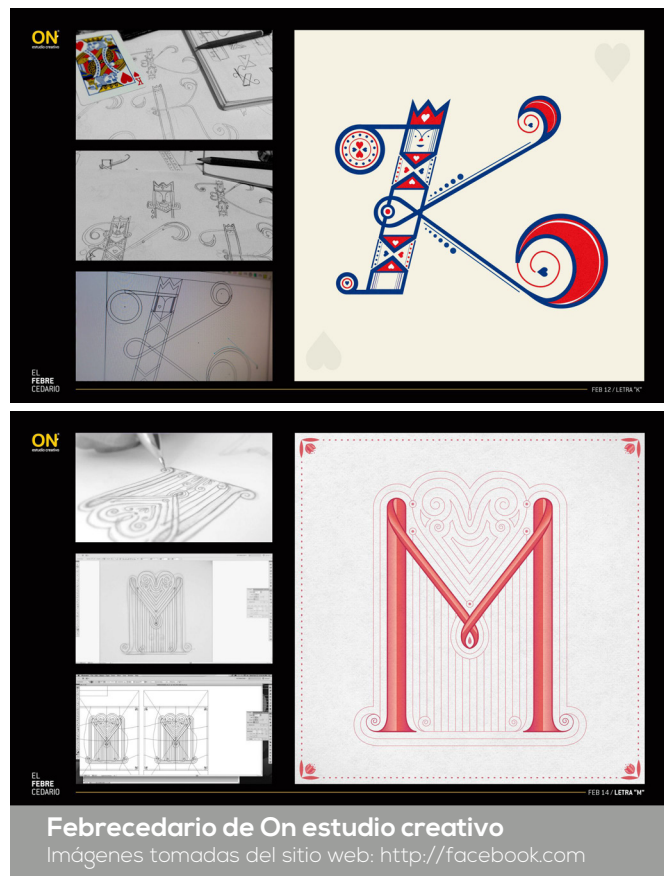 ON
estudio creativo
K
EL
FEBRE
CEDARIO
FEB 12 / LETRA "K"
ON
estudio creativo
M
EL
FEBRE
CEDARIO
FEB 14 / LETRA "M"
Febrecedario de On estudio creativo
Imágenes tomadas del sitio web: http://facebook.com